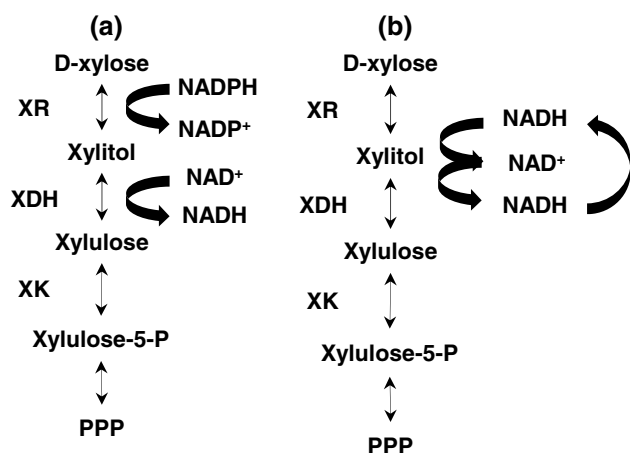 (a)
D-xylose
XR
NADPH
NADP⁺
Xylitol
XDH
NAD⁺
NADH
Xylulose
XK
Xylulose-5-P
PPP
(b)
D-xylose
XR
NADH
Xylitol
NAD⁺
XDH
NADH
Xylulose
XK
Xylulose-5-P
PPP